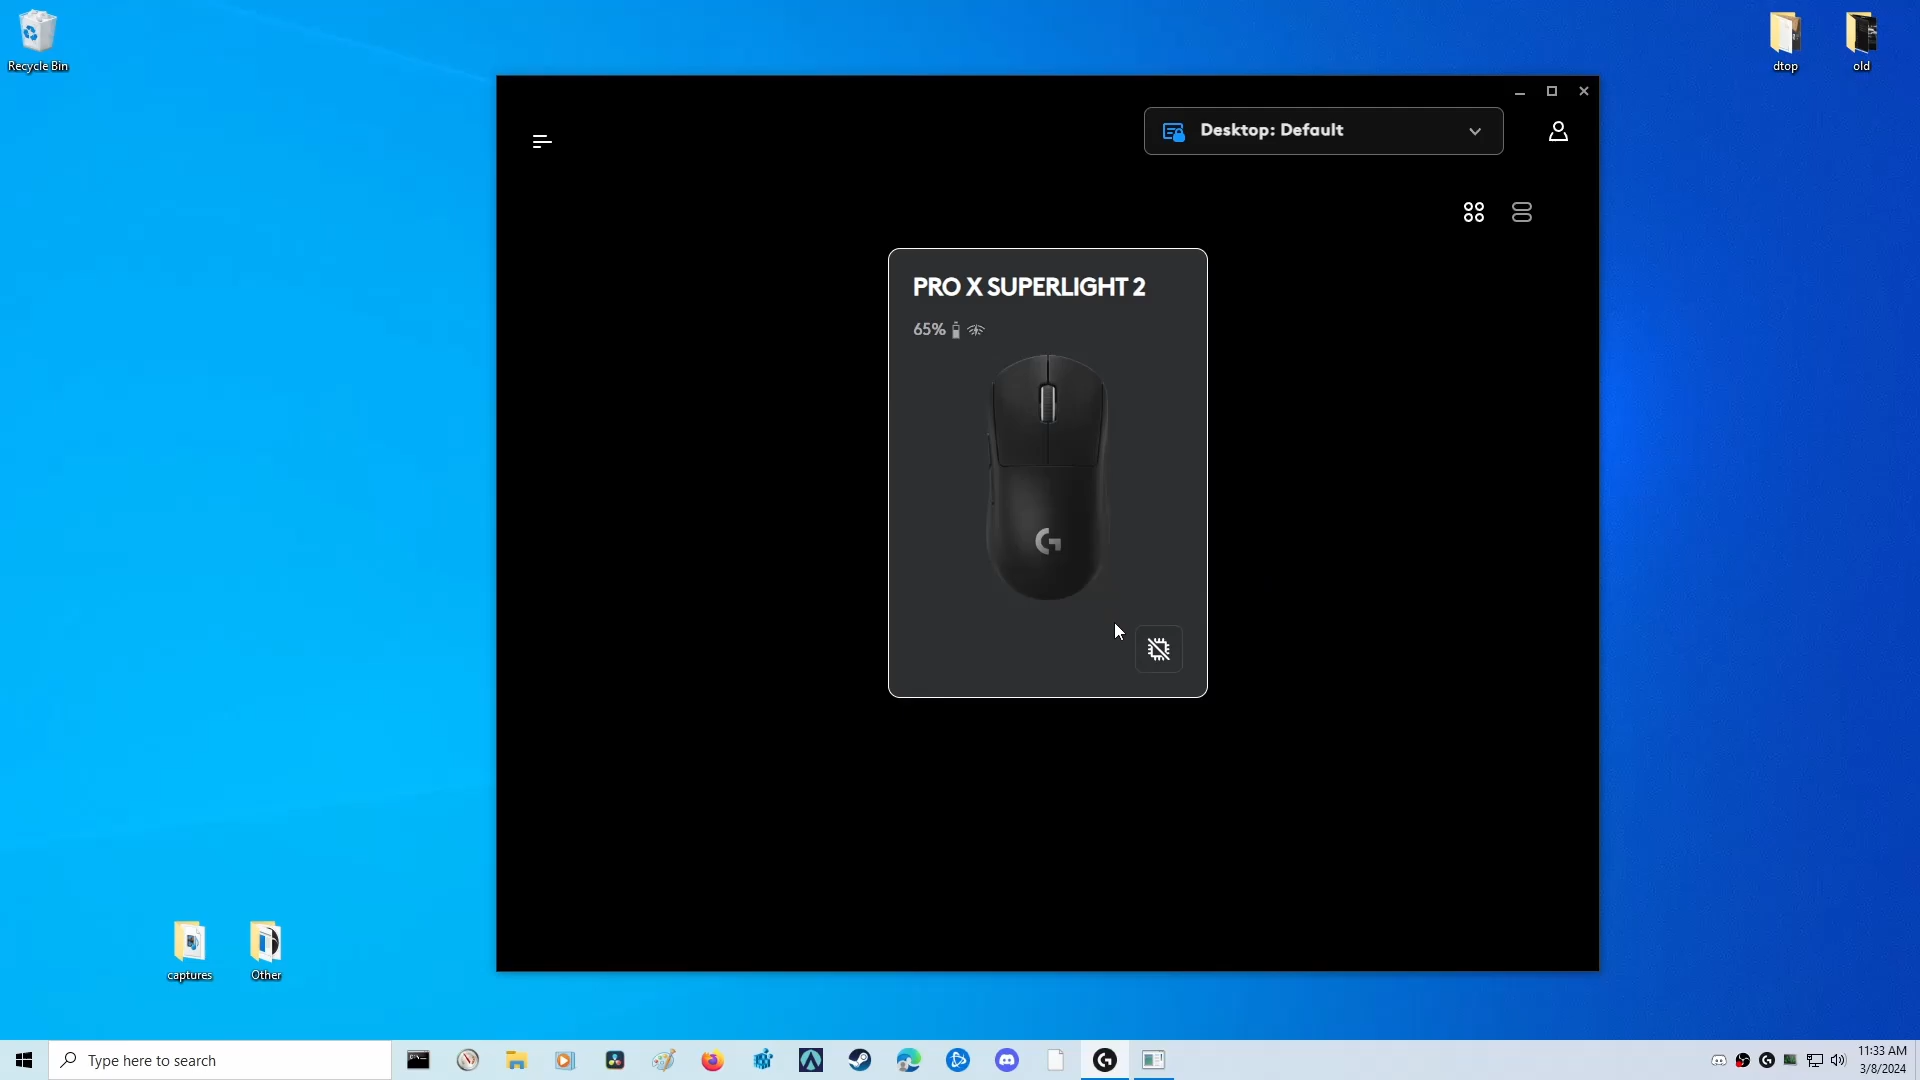 Recycle Bin
dtop
old
Desktop: Default
PRO X SUPERLIGHT 2
65%
captures
Other
Type here to search
11:33 AM
3/8/2024